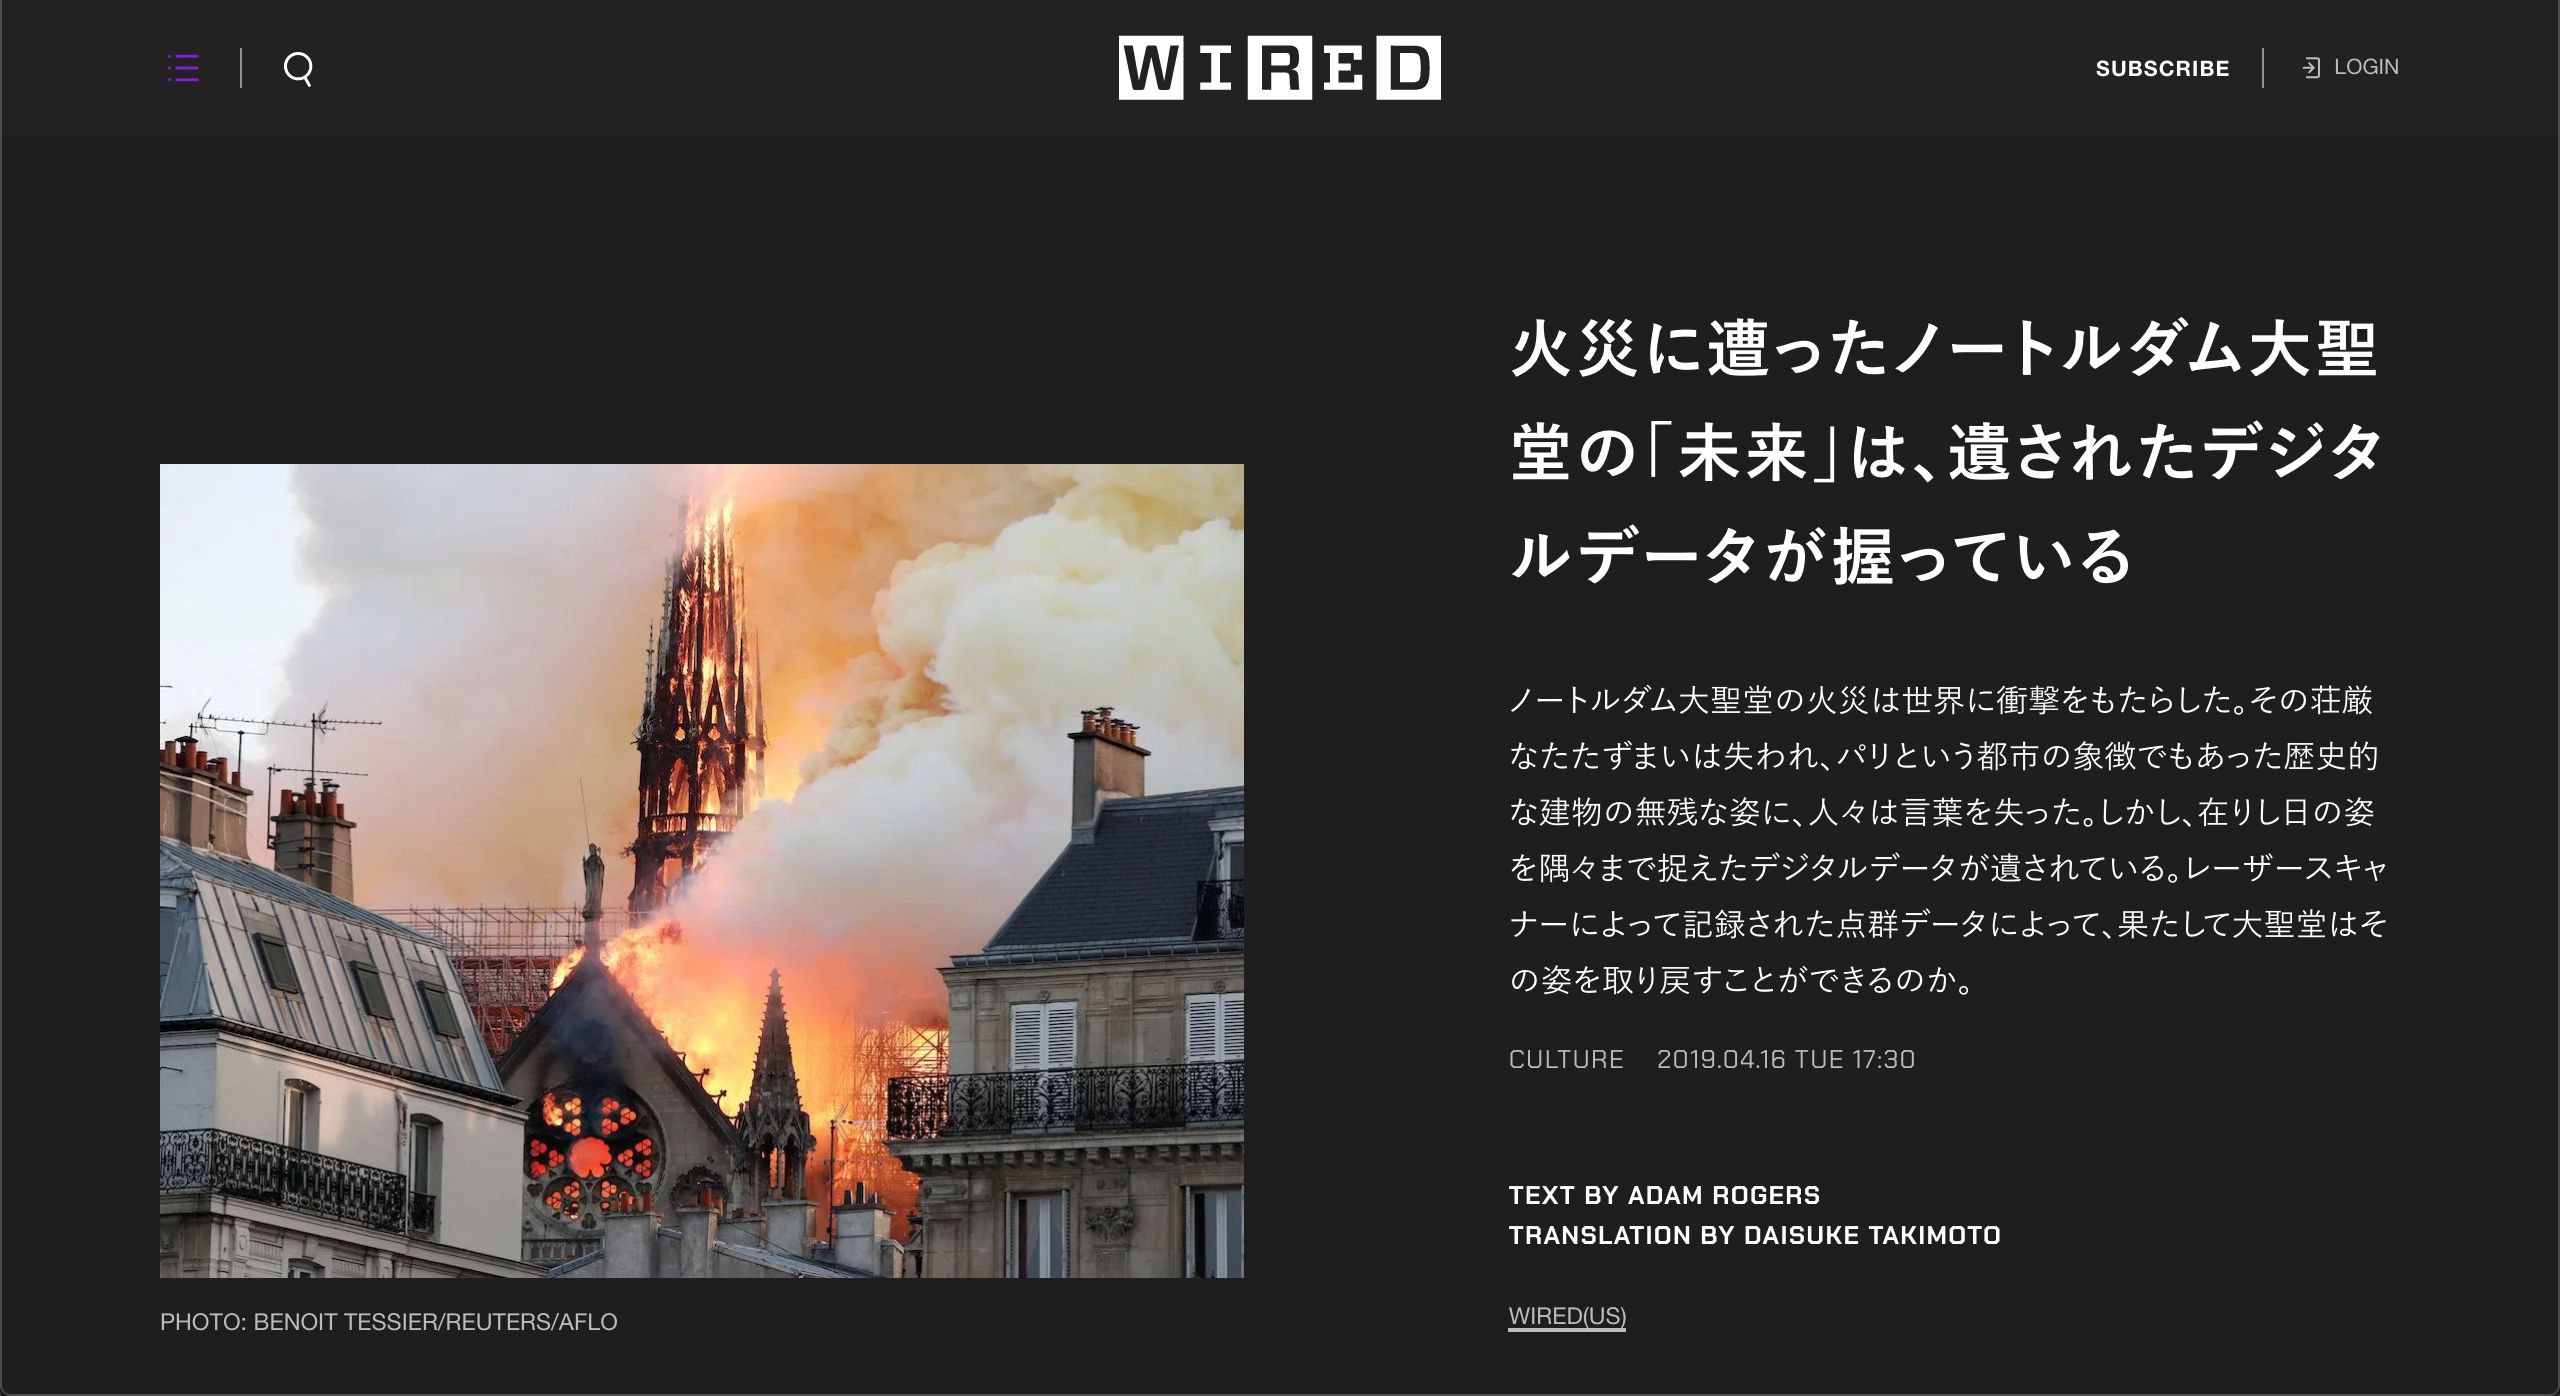 WIRED
SUBSCRIBE
LOGIN
火災に遭ったノートルダム大聖
堂の「未来」は、遺されたデジタ
ルデータが握っている
ノートルダム大聖堂の火災は世界に衝撃をもたらした。その荘厳
なたたずまいは失われ、パリという都市の象徴でもあった歴史的
な建物の無残な姿に、人々は言葉を失った。しかし、在りし日の姿
を隅々まで捉えたデジタルデータが遺されている。レーザースキャ
ナーによって記録された点群データによって、果たして大聖堂はそ
の姿を取り戻すことができるのか。
CULTURE 2019.04.16 TUE 17:30
TEXT BY ADAM ROGERS
TRANSLATION BY DAISUKE TAKIMOTO
WIRED(US)
PHOTO: BENOIT TESSIER/REUTERS/AFLO